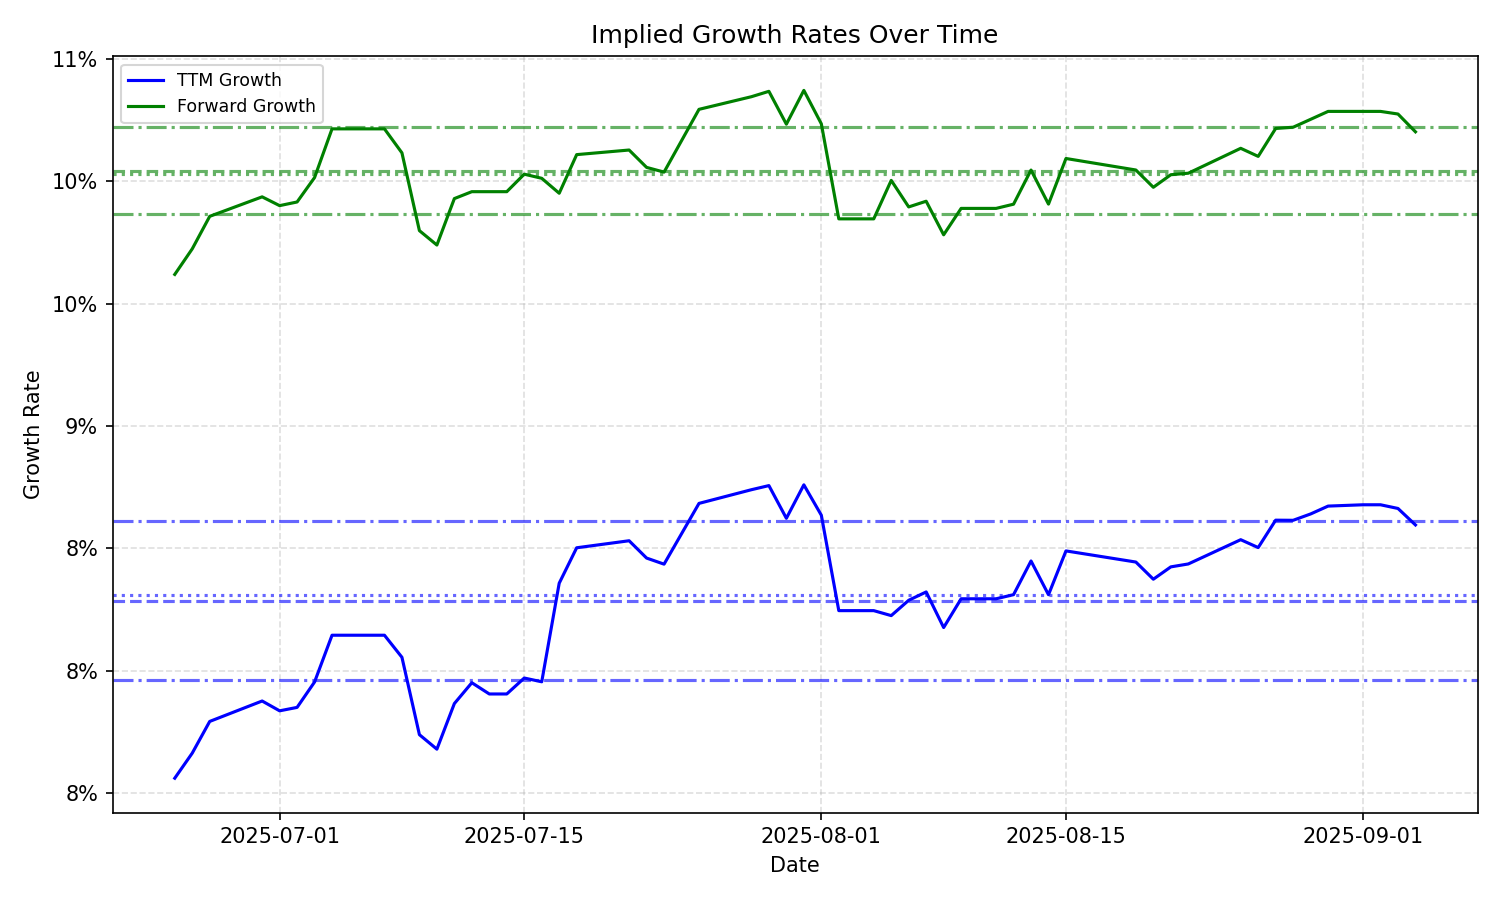 Implied Growth Rates Over Time
TTM Growth
Forward Growth
11%
10%
10%
9%
8%
8%
8%
Growth Rate
2025-07-01
2025-07-15
2025-08-01
2025-08-15
2025-09-01
Date